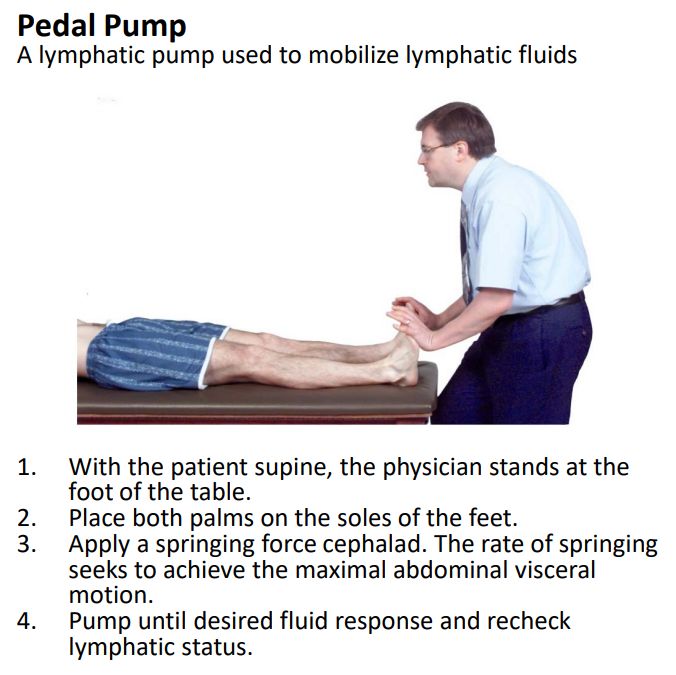 Pedal Pump
A lymphatic pump used to mobilize lymphatic fluids
1. With the patient supine, the physician stands at the
foot of the table.
2. Place both palms on the soles of the feet.
3. Apply a springing force cephalad. The rate of springing
seeks to achieve the maximal abdominal visceral
motion.
4. Pump until desired fluid response and recheck
lymphatic status.